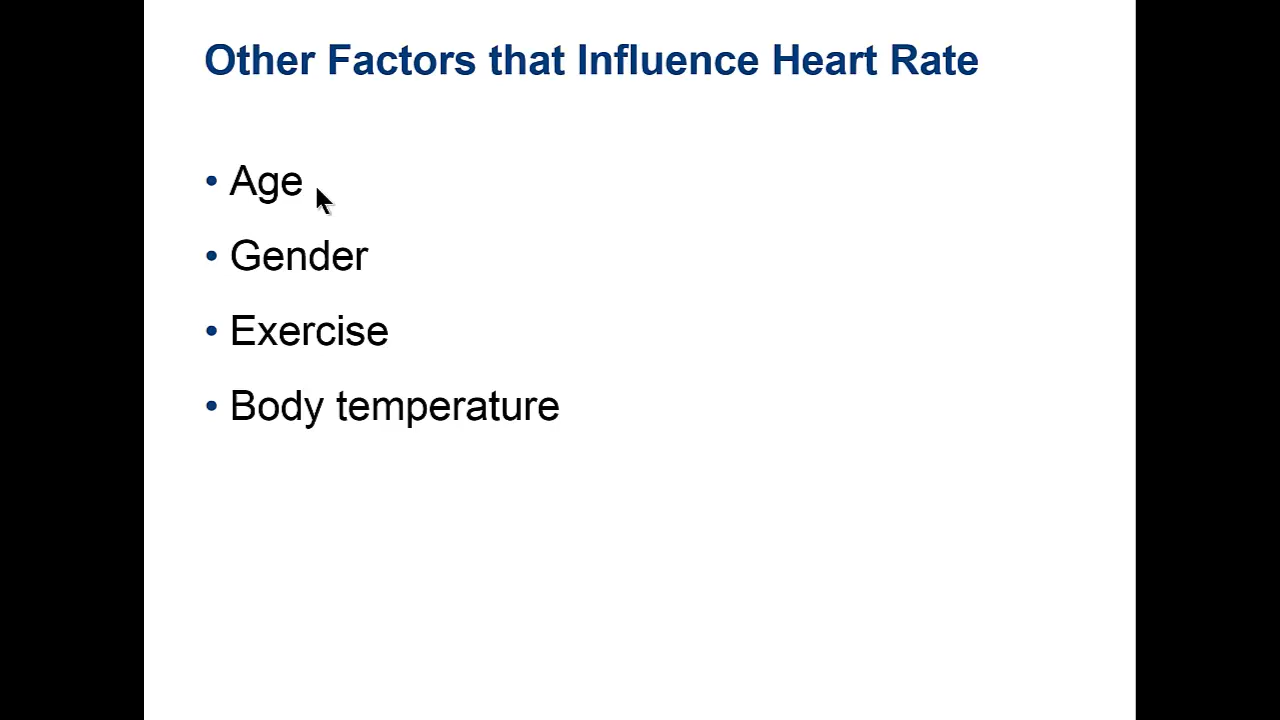 Other Factors that Influence Heart Rate
• Age
• Gender
• Exercise
• Body temperature